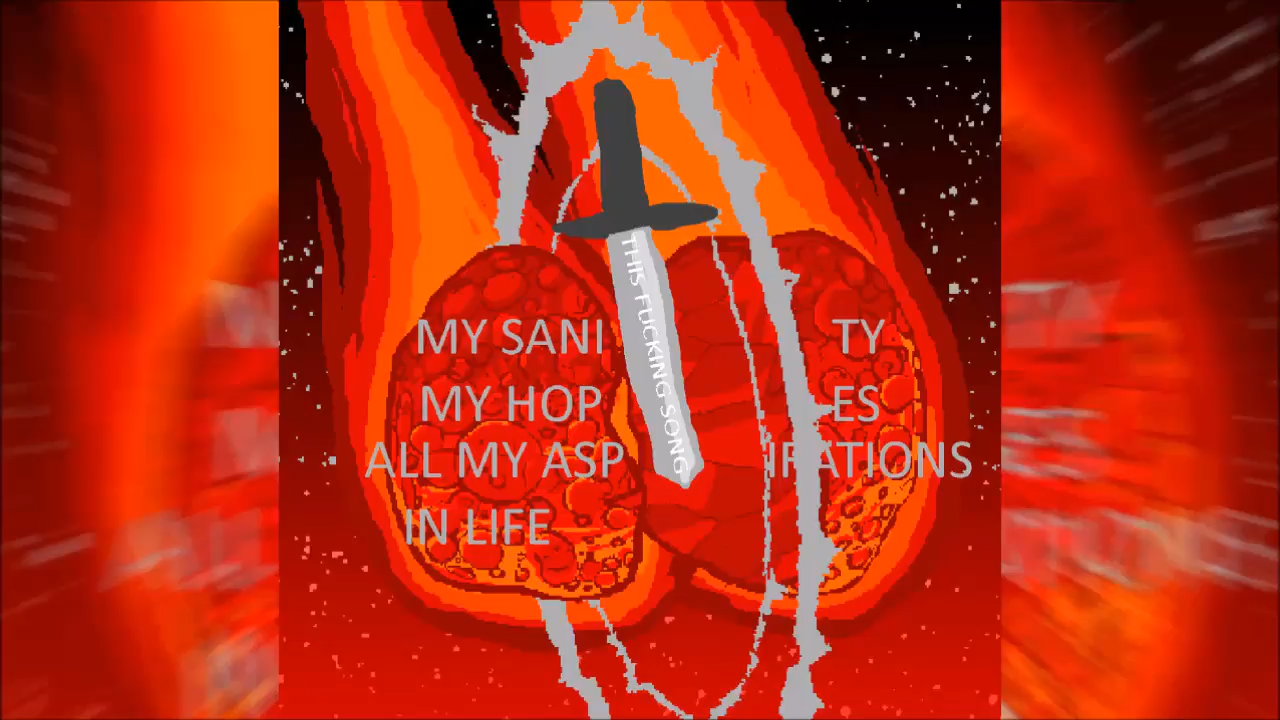 THIS FUCKING SONG
MY SANI TY
MY HOP ES
ALL MY ASP IRATIONS
IN LIFE